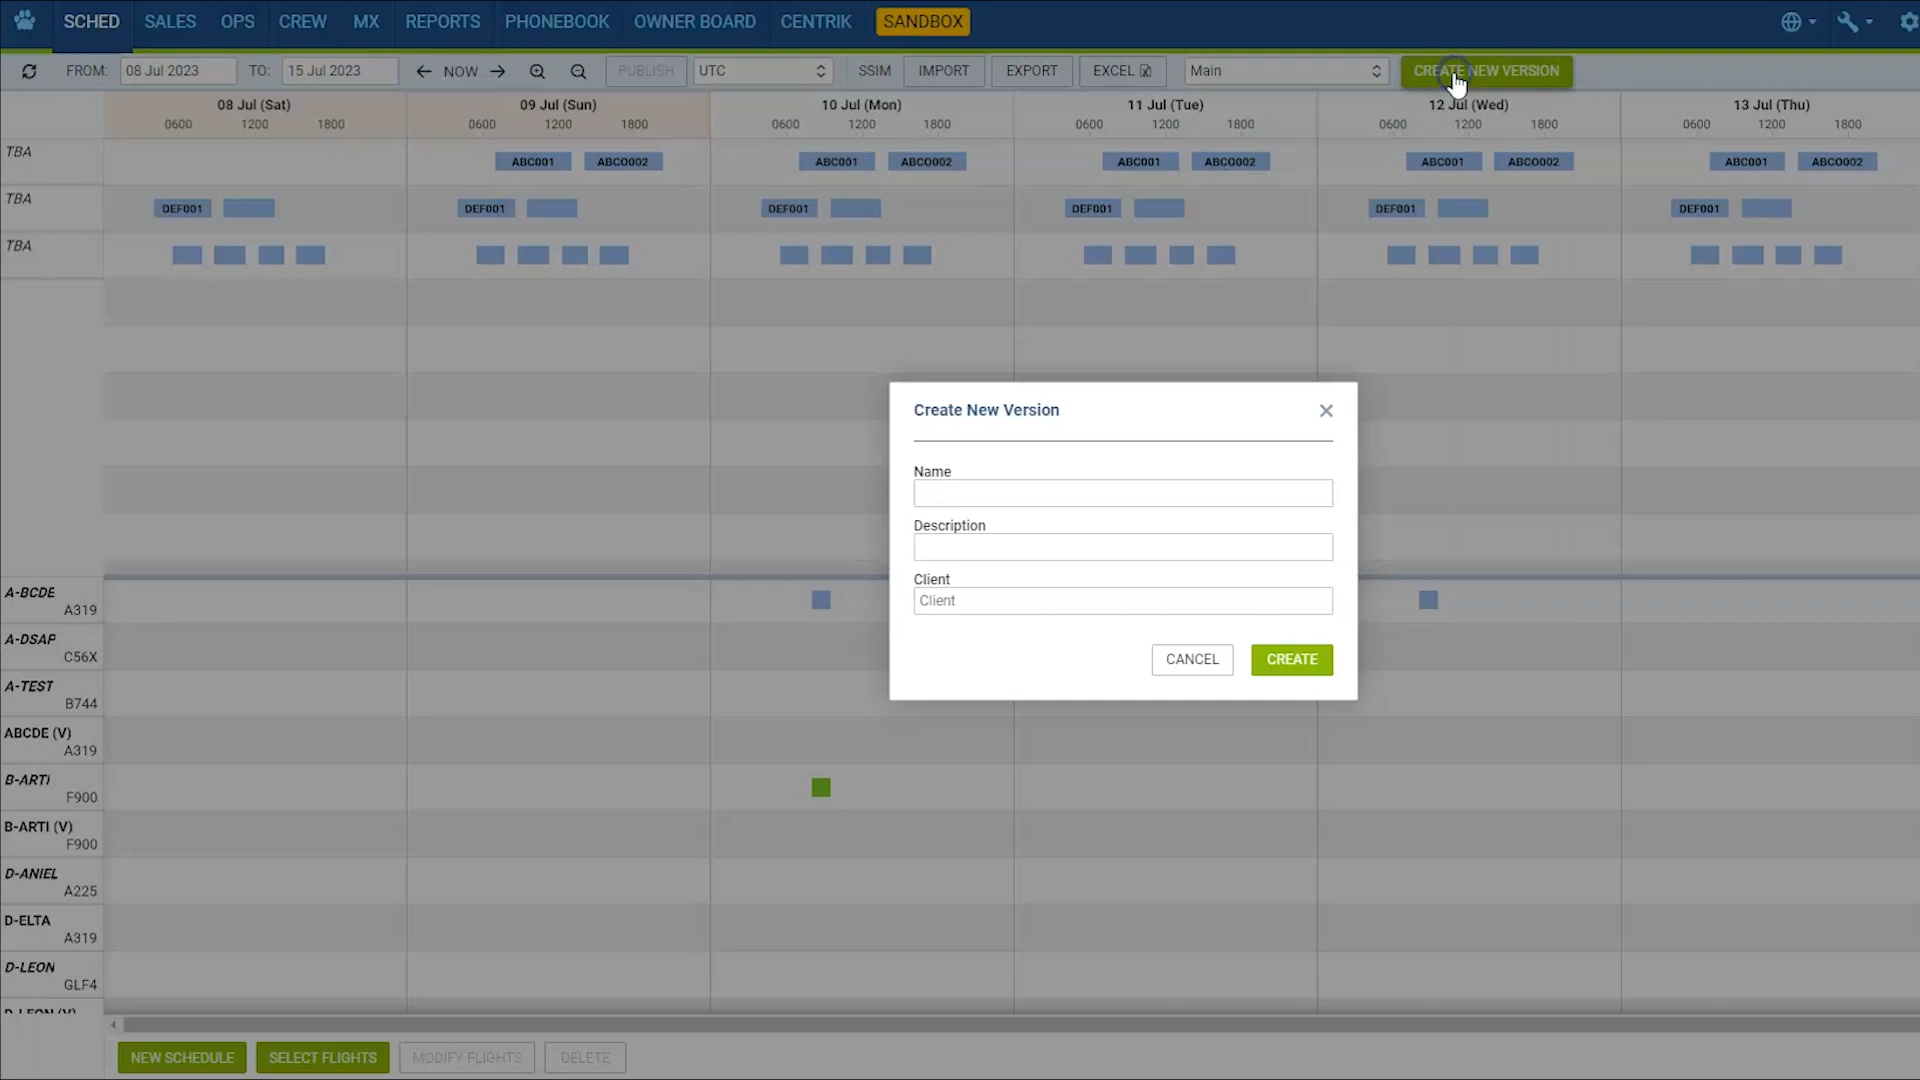 SCHED SALES OPS CREW MX REPORTS PHONEBOOK OWNER BOARD CENTRIK SANDBOX
FROM: 08 Jul 2023 TO: 15 Jul 2023 NOW PUBLISH UTC SSIM IMPORT EXPORT EXCEL Main CREATE NEW VERSION
08 Jul (Sat) 09 Jul (Sun) 10 Jul (Mon) 11 Jul (Tue) 12 Jul (Wed) 13 Jul (Thu)
0600 1200 1800 0600 1200 1800 0600 1200 1800 0600 1200 1800 0600 1200 1800 0600 1200 1800
TBA ABC001 ABCO002 ABC001 ABCO002 ABC001 ABCO002 ABC001 ABCO002 ABC001 ABCO002
TBA DEF001 DEF001 DEF001 DEF001 DEF001 DEF001
TBA
Create New Version
Name
Description
Client
Client
CANCEL CREATE
A-BCDE
A319
A-DSAP
C56X
A-TEST
B744
ABCDE (V)
A319
B-ARTI
F900
B-ARTI (V)
F900
D-ANIEL
A225
D-ELTA
A319
D-LEON
GLF4
D-LEON (V)
NEW SCHEDULE SELECT FLIGHTS MODIFY FLIGHTS DELETE